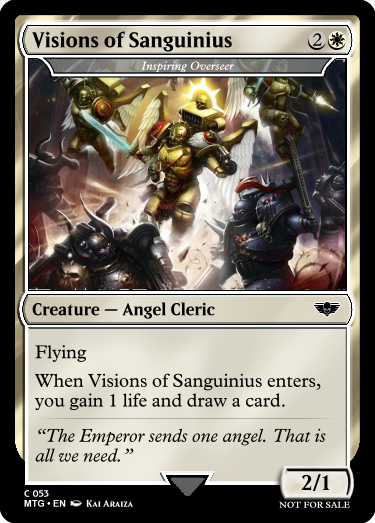 Visions of Sanguinius 2
Inspiring Overseer
Creature — Angel Cleric
Flying
When Visions of Sanguinius enters,
you gain 1 life and draw a card.
“The Emperor sends one angel. That is
all we need.”
2/1
C 053
MTG • EN Kai Araiza
NOT FOR SALE